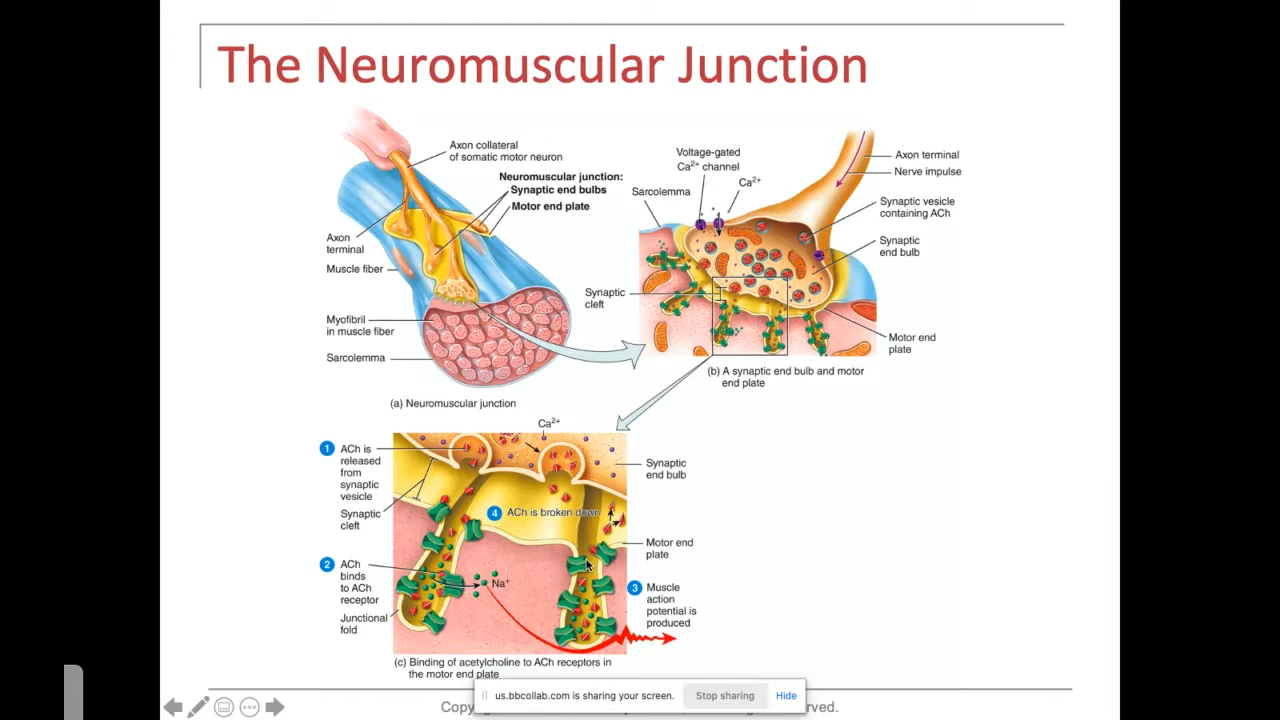 The Neuromuscular Junction
Axon collateral
of somatic motor neuron
Neuromuscular junction:
Synaptic end bulbs
Motor end plate
Axon
terminal
Muscle fiber
Myofibril
in muscle fiber
Sarcolemma
(a) Neuromuscular junction
Voltage-gated
Ca2+ channel
Ca2+
Sarcolemma
Axon terminal
Nerve impulse
Synaptic vesicle
containing ACh
Synaptic
end bulb
Synaptic
cleft
Motor end
plate
(b) A synaptic end bulb and motor
end plate
Ca2+
1 ACh is
released
from
synaptic
vesicle
Synaptic
cleft
Synaptic
end bulb
4 ACh is broken down
Motor end
plate
2 ACh
binds
to ACh
receptor
Na+
3 Muscle
action
potential is
produced
Junctional
fold
(c) Binding of acetylcholine to ACh receptors in
the motor end plate
us.bbcollab.com is sharing your screen. Stop sharing Hide